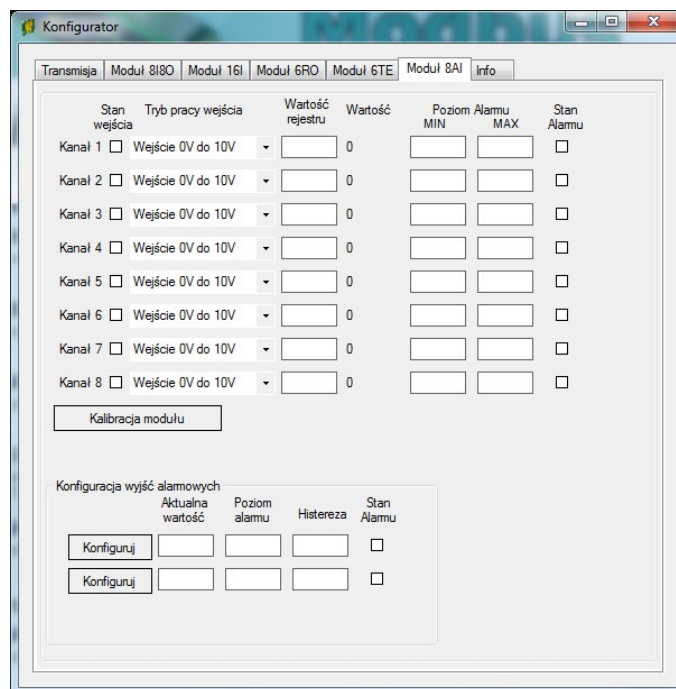 Konfigurator
Modbus
Transmisja Moduł 8I8O Moduł 16I Moduł 6RO Moduł 6TE Moduł 8AI Info
Stan wejścia Tryb pracy wejścia Wartość rejestru Wartość Poziom Alarmu MIN MAX Stan Alarmu
Kanał 1 Wejście 0V do 10V 0
Kanał 2 Wejście 0V do 10V 0
Kanał 3 Wejście 0V do 10V 0
Kanał 4 Wejście 0V do 10V 0
Kanał 5 Wejście 0V do 10V 0
Kanał 6 Wejście 0V do 10V 0
Kanał 7 Wejście 0V do 10V 0
Kanał 8 Wejście 0V do 10V 0
Kalibracja modułu
Konfiguracja wyjść alarmowych
Aktualna wartość Poziom alarmu Histereza Stan Alarmu
Konfiguruj
Konfiguruj